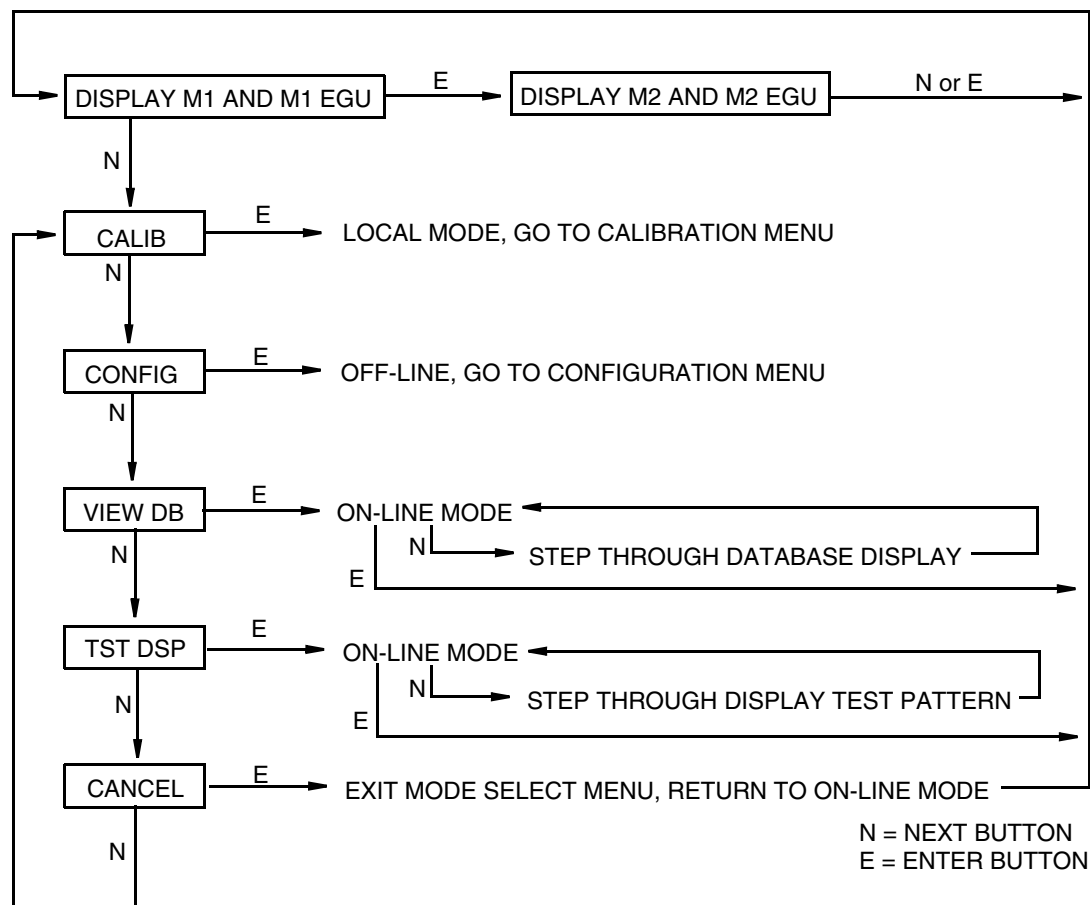 DISPLAY M1 AND M1 EGU
E
DISPLAY M2 AND M2 EGU
N or E
N
CALIB
E
LOCAL MODE, GO TO CALIBRATION MENU
N
CONFIG
E
OFF-LINE, GO TO CONFIGURATION MENU
N
VIEW DB
E
ON-LINE MODE
N
STEP THROUGH DATABASE DISPLAY
E
N
TST DSP
E
ON-LINE MODE
N
STEP THROUGH DISPLAY TEST PATTERN
E
N
CANCEL
E
EXIT MODE SELECT MENU, RETURN TO ON-LINE MODE
N
N = NEXT BUTTON
E = ENTER BUTTON